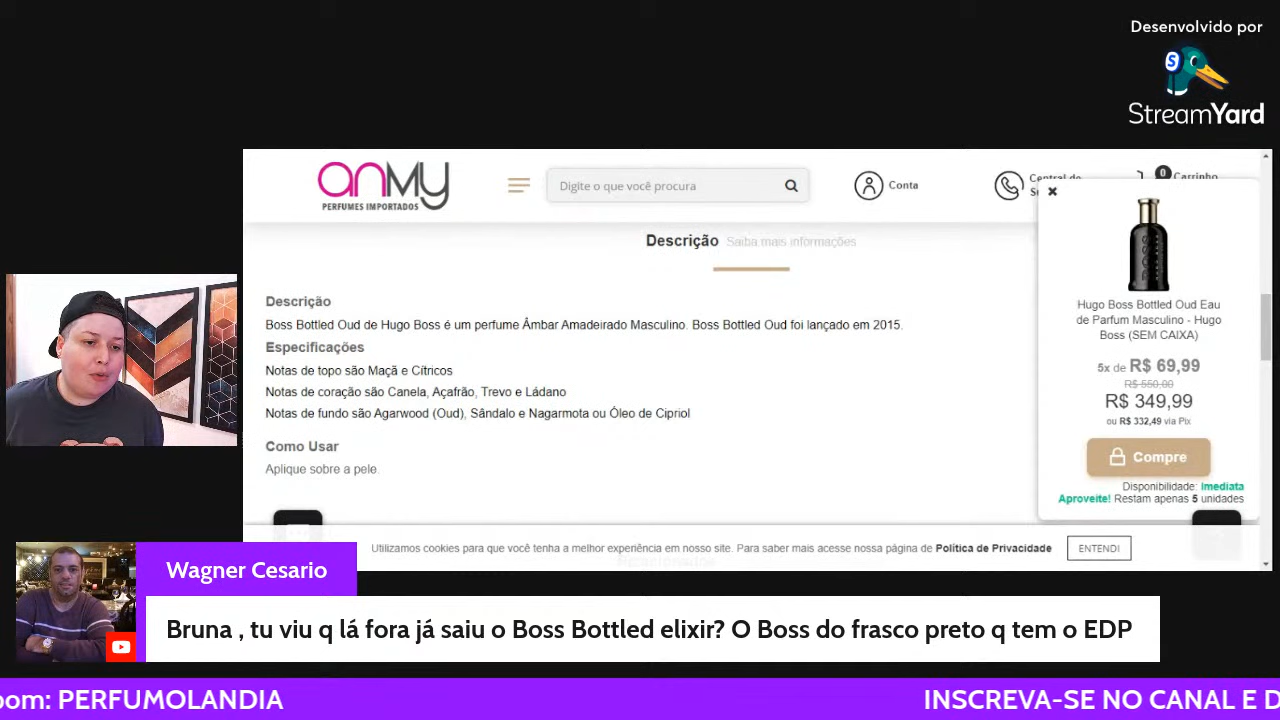 Desenvolvido por
StreamYard
anMy
PERFUMES IMPORTADOS
Digite o que você procura
Conta
Central de
0
Carrinho
Descrição Saiba mais informações
Descrição
Boss Bottled Oud de Hugo Boss é um perfume Âmbar Amadeirado Masculino. Boss Bottled Oud foi lançado em 2015.
Especificações
Notas de topo são Maçã e Cítricos
Notas de coração são Canela, Açafrão, Trevo e Ládano
Notas de fundo são Agarwood (Oud), Sândalo e Nagarmota ou Óleo de Cipriol
Como Usar
Aplique sobre a pele.
BOSS
Hugo Boss Bottled Oud Eau
de Parfum Masculino - Hugo
Boss (SEM CAIXA)
5x de R$ 69,99
R$ 550,00
R$ 349,99
ou R$ 332,49 via Pix
Compre
Disponibilidade: Imediata
Aproveite! Restam apenas 5 unidades
Utilizamos cookies para que você tenha a melhor experiência em nosso site. Para saber mais acesse nossa página de Política de Privacidade
ENTENDI
Wagner Cesario
Bruna , tu viu q lá fora já saiu o Boss Bottled elixir? O Boss do frasco preto q tem o EDP
pom: PERFUMOLANDIA
INSCREVA-SE NO CANAL E D